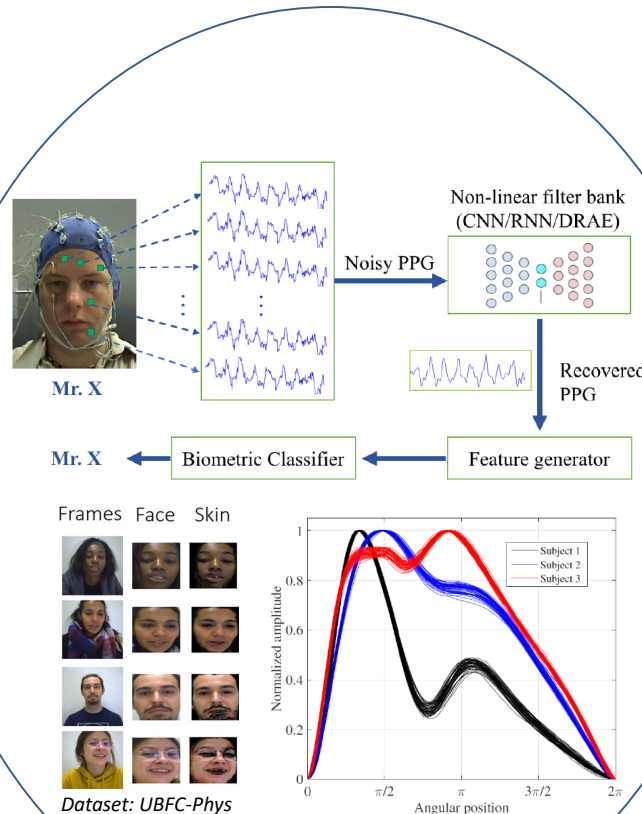 Non-linear filter bank
(CNN/RNN/DRAE)
Noisy PPG
Mr. X
Recovered
PPG
Mr. X
Biometric Classifier
Feature generator
Frames Face Skin
Dataset: UBFC-Phys
Normalized amplitude
1
0.8
0.6
0.4
0.2
0
Subject 1
Subject 2
Subject 3
0 π/2 π 3π/2 2π
Angular position